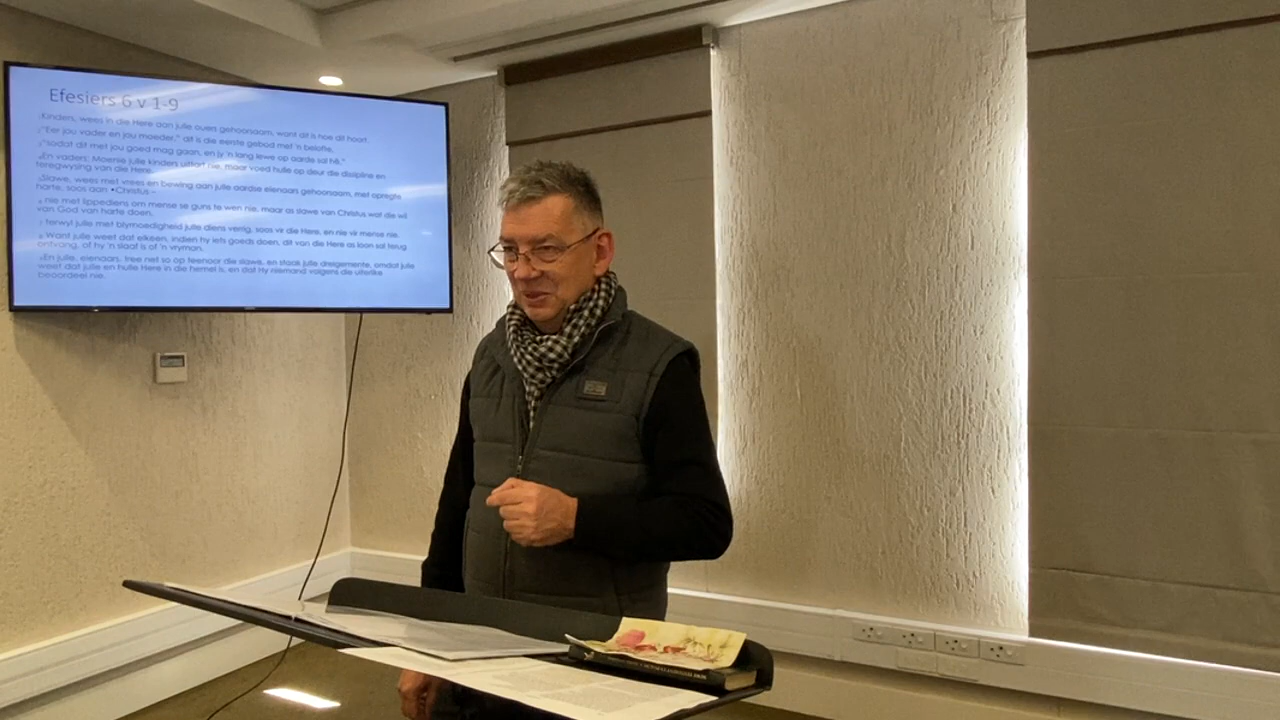 Efesiers 6 v 1-9
1Kinders, wees in die Here aan julle ouers gehoorsaam, want dit is hoe dit hoort.
2"Eer jou vader en jou moeder," dit is die eerste gebod met 'n belofte,
3"sodat dit met jou goed mag gaan, en jy 'n lang lewe op aarde sal hê."
4En vaders: Moenie julle kinders uittart nie, maar voed hulle op deur die dissipline en
teregwysing van die Here.
5Slawe, wees met vrees en bewing aan julle aardse eienaars gehoorsaam, met opregte
harte, soos aan •Christus –
6 nie met lippediens om mense se guns te wen nie, maar as slawe van Christus wat die wil
van God van harte doen,
7 terwyl julle met blymoedigheid julle diens verrig, soos vir die Here, en nie vir mense nie.
8 Want julle weet dat elkeen, indien hy iets goeds doen, dit van die Here as loon sal terug
ontvang, of hy 'n slaaf is of 'n vryman.
9En julle, eienaars, tree net so op teenoor die slawe, en staak julle dreigemente, omdat julle
weet dat julle en hulle Here in die hemel is, en dat Hy niemand volgens die uiterlike
beoordeel nie.